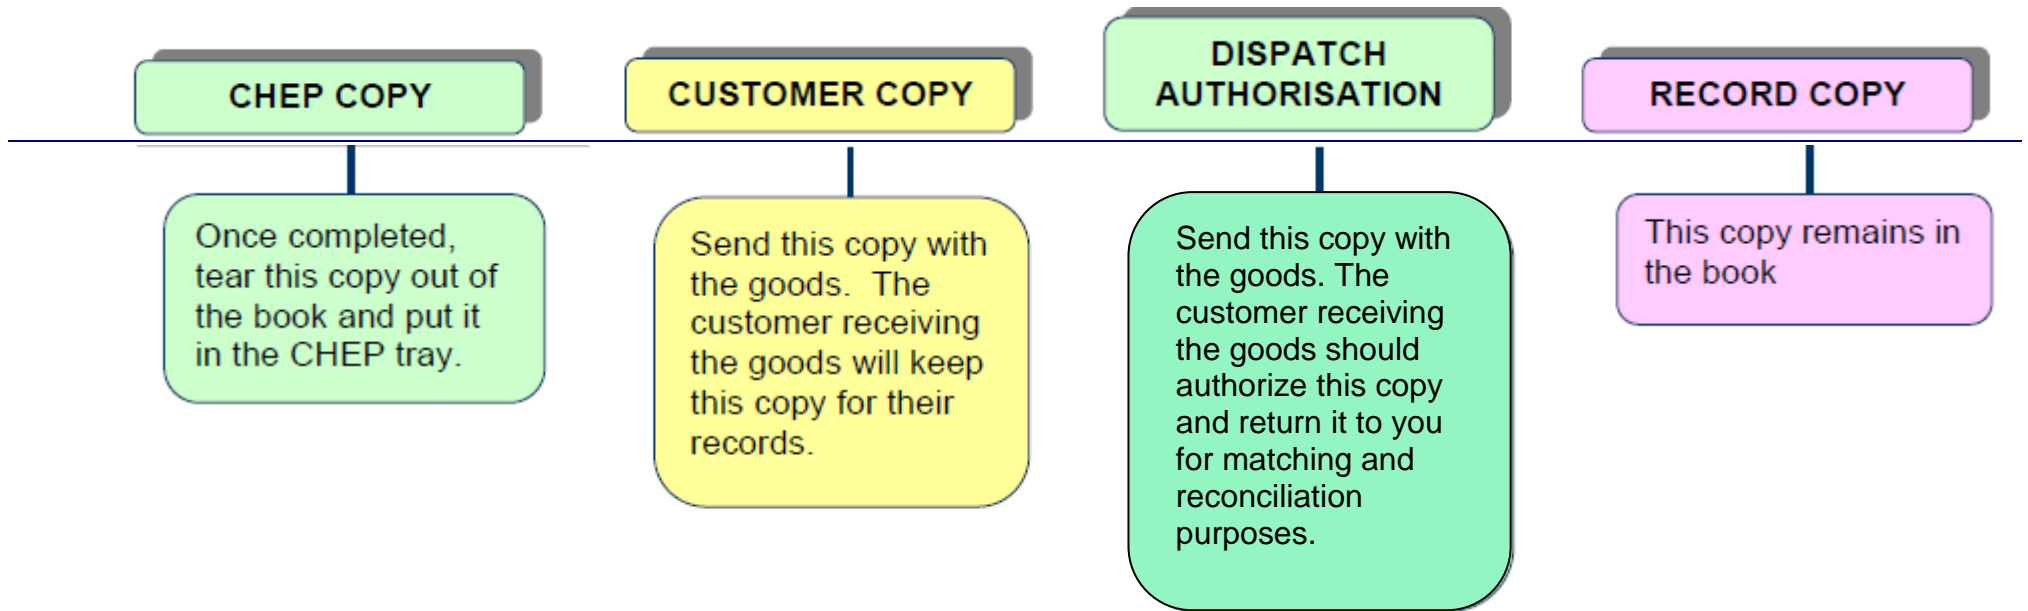 CHEP COPY
CUSTOMER COPY
DISPATCH
AUTHORISATION
RECORD COPY
Once completed,
tear this copy out of
the book and put it
in the CHEP tray.
Send this copy with
the goods.  The
customer receiving
the goods will keep
this copy for their
records.
Send this copy with
the goods. The
customer receiving
the goods should
authorize this copy
and return it to you
for matching and
reconciliation
purposes.
This copy remains in
the book